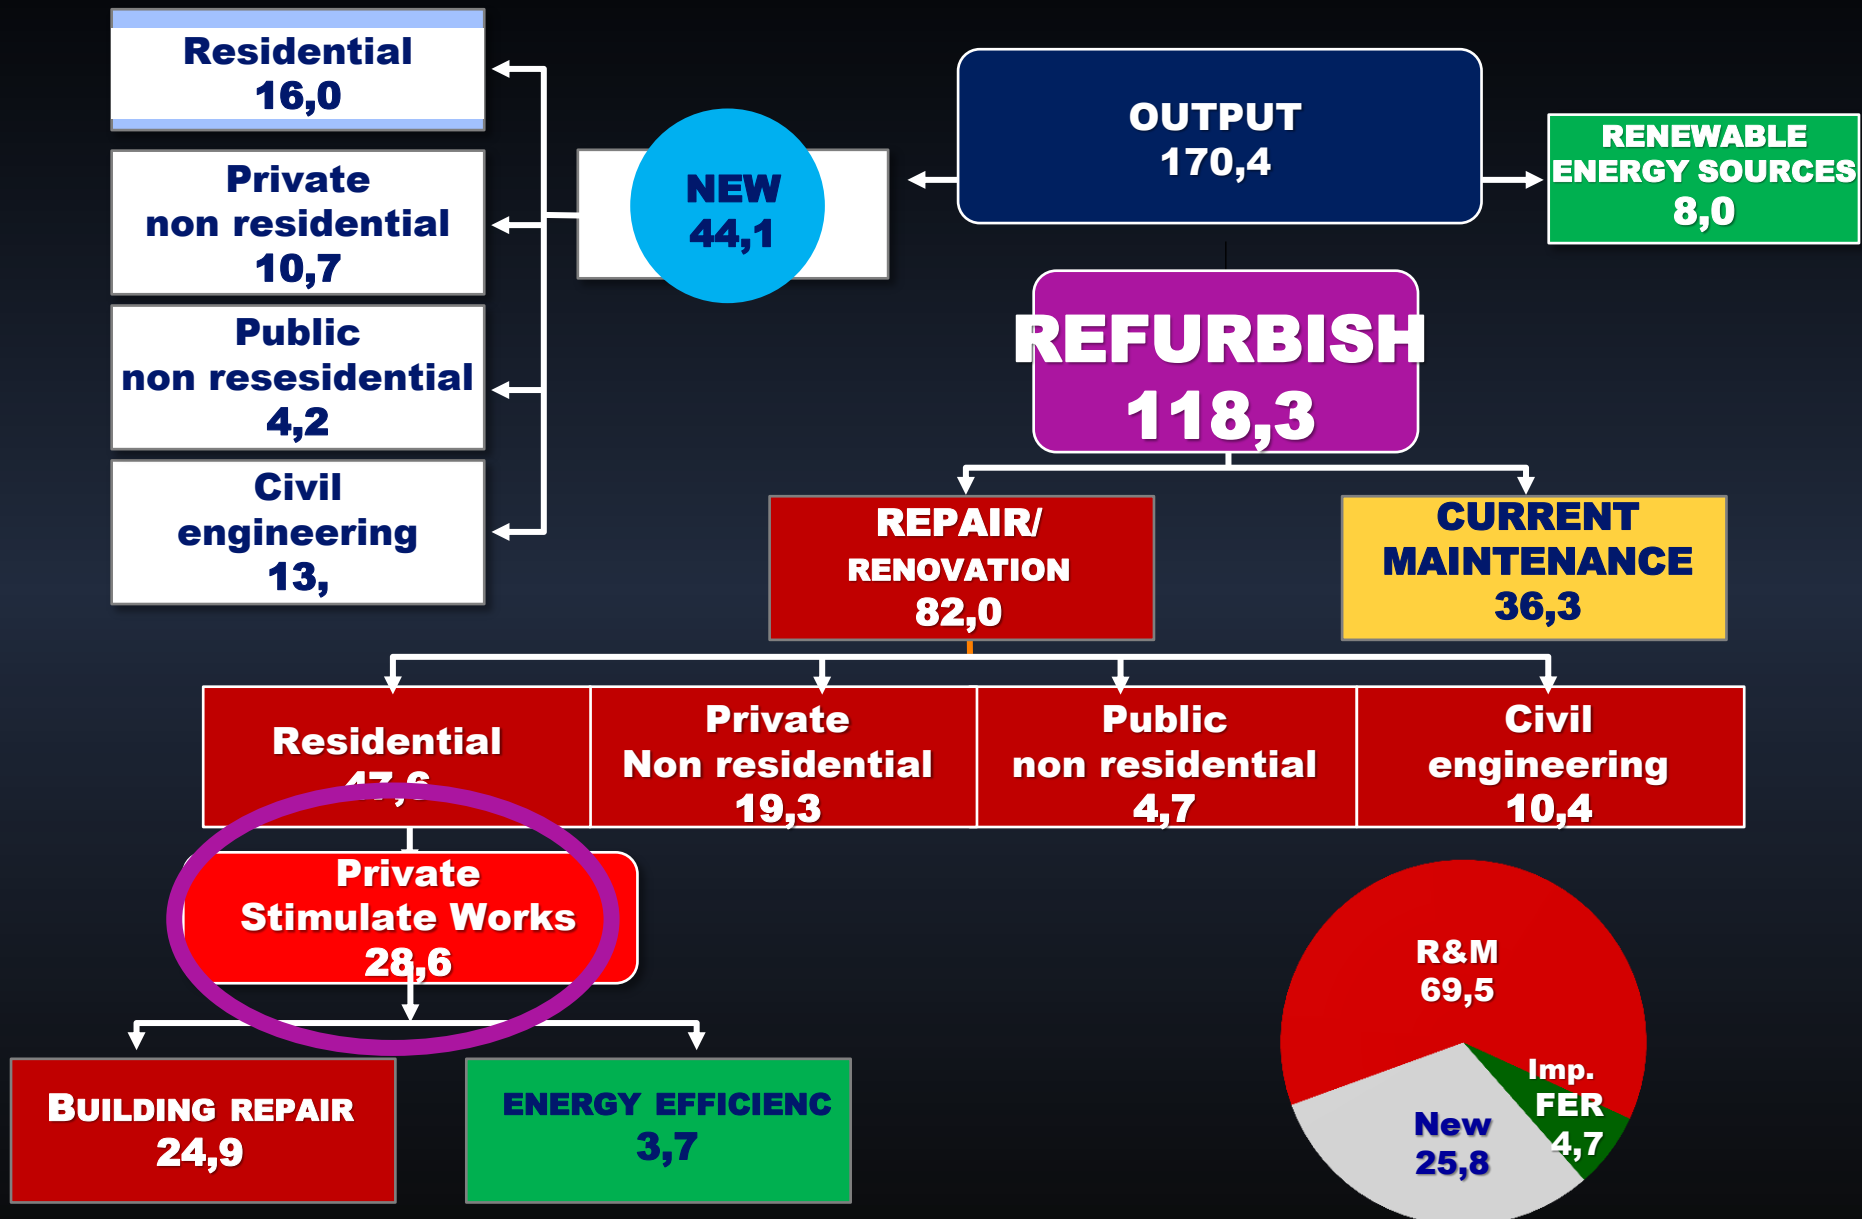 Residential
16,0
Private
non residential
10,7
Public
non resesidential
4,2
Civil
engineering
13,
NEW
44,1
OUTPUT
170,4
RENEWABLE
ENERGY SOURCES
8,0
REFURBISH
118,3
REPAIR/
RENOVATION
82,0
CURRENT
MAINTENANCE
36,3
Residential
47,6
Private
Non residential
19,3
Public
non residential
4,7
Civil
engineering
10,4
Private
Stimulate Works
28,6
BUILDING REPAIR
24,9
ENERGY EFFICIENC
3,7
R&M
69,5
Imp.
FER
4,7
New
25,8